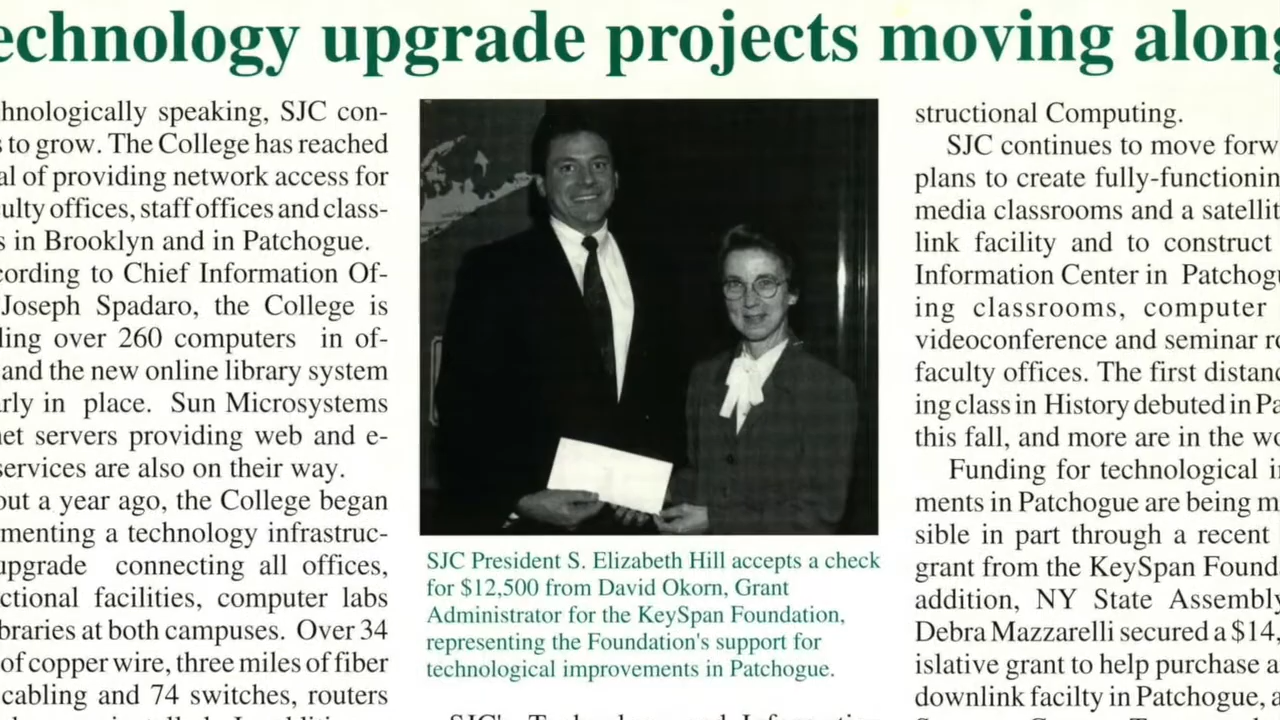 echnology upgrade projects moving along
hnologically speaking, SJC con-
s to grow. The College has reached
al of providing network access for
ulty offices, staff offices and class-
s in Brooklyn and in Patchogue.
cording to Chief Information Of-
Joseph Spadaro, the College is
ling over 260 computers in of-
and the new online library system
arly in place. Sun Microsystems
net servers providing web and e-
services are also on their way.
out a year ago, the College began
menting a technology infrastruc-
upgrade connecting all offices,
ctional facilities, computer labs
braries at both campuses. Over 34
of copper wire, three miles of fiber
cabling and 74 switches, routers
SJC President S. Elizabeth Hill accepts a check
for $12,500 from David Okorn, Grant
Administrator for the KeySpan Foundation,
representing the Foundation's support for
technological improvements in Patchogue.
SJC's Technology and Information
structional Computing.
SJC continues to move forw
plans to create fully-functionin
media classrooms and a satellit
link facility and to construct
Information Center in Patchogu
ing classrooms, computer
videoconference and seminar ro
faculty offices. The first distanc
ing class in History debuted in Pa
this fall, and more are in the wo
Funding for technological i
ments in Patchogue are being m
sible in part through a recent
grant from the KeySpan Found
addition, NY State Assembly
Debra Mazzarelli secured a $14,
islative grant to help purchase a
downlink facilty in Patchogue, a